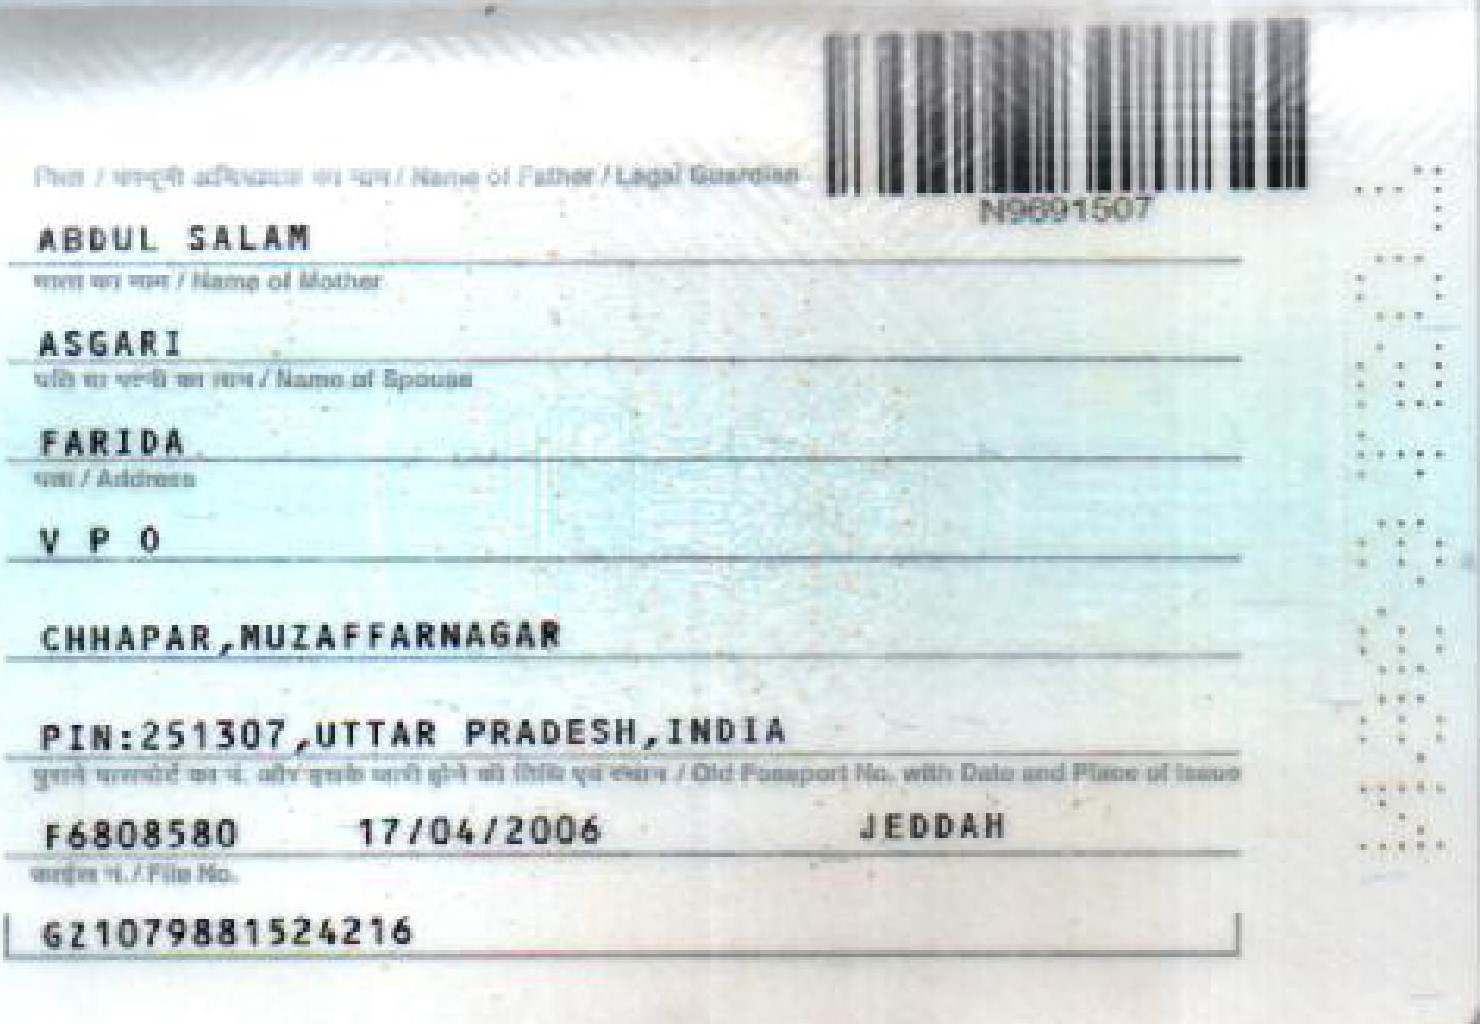 पिता / कानूनी अभिभावक का नाम / Name of Father / Legal Guardian
N9691507
ABDUL SALAM
माता का नाम / Name of Mother
ASGARI
पति या पत्नी का नाम / Name of Spouse
FARIDA
पता / Address
V P O
CHHAPAR,MUZAFFARNAGAR
PIN:251307,UTTAR PRADESH,INDIA
पुराने पासपोर्ट का नं. और इसके जारी होने की तिथि एवं स्थान / Old Passport No. with Date and Place of Issue
F6808580 17/04/2006 JEDDAH
फाईल नं. / File No.
GZ1079881524216